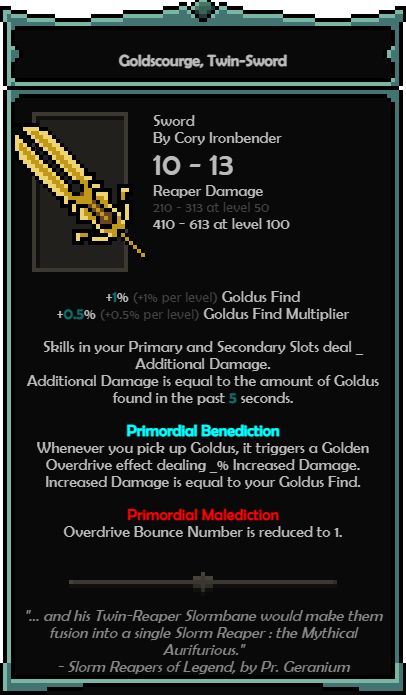 Goldscourge, Twin-Sword
Sword
By Cory Ironbender
10 - 13
Reaper Damage
210 - 313 at level 50
410 - 613 at level 100
+1% (+1% per level) Goldus Find
+0.5% (+0.5% per level) Goldus Find Multiplier
Skills in your Primary and Secondary Slots deal _
Additional Damage.
Additional Damage is equal to the amount of Goldus
found in the past 5 seconds.
Primordial Benediction
Whenever you pick up Goldus, it triggers a Golden
Overdrive effect dealing _% Increased Damage.
Increased Damage is equal to your Goldus Find.
Primordial Malediction
Overdrive Bounce Number is reduced to 1.
"... and his Twin-Reaper Slormbane would make them
fusion into a single Slorm Reaper : the Mythical
Aurifurious."
- Slorm Reapers of Legend, by Pr. Geranium